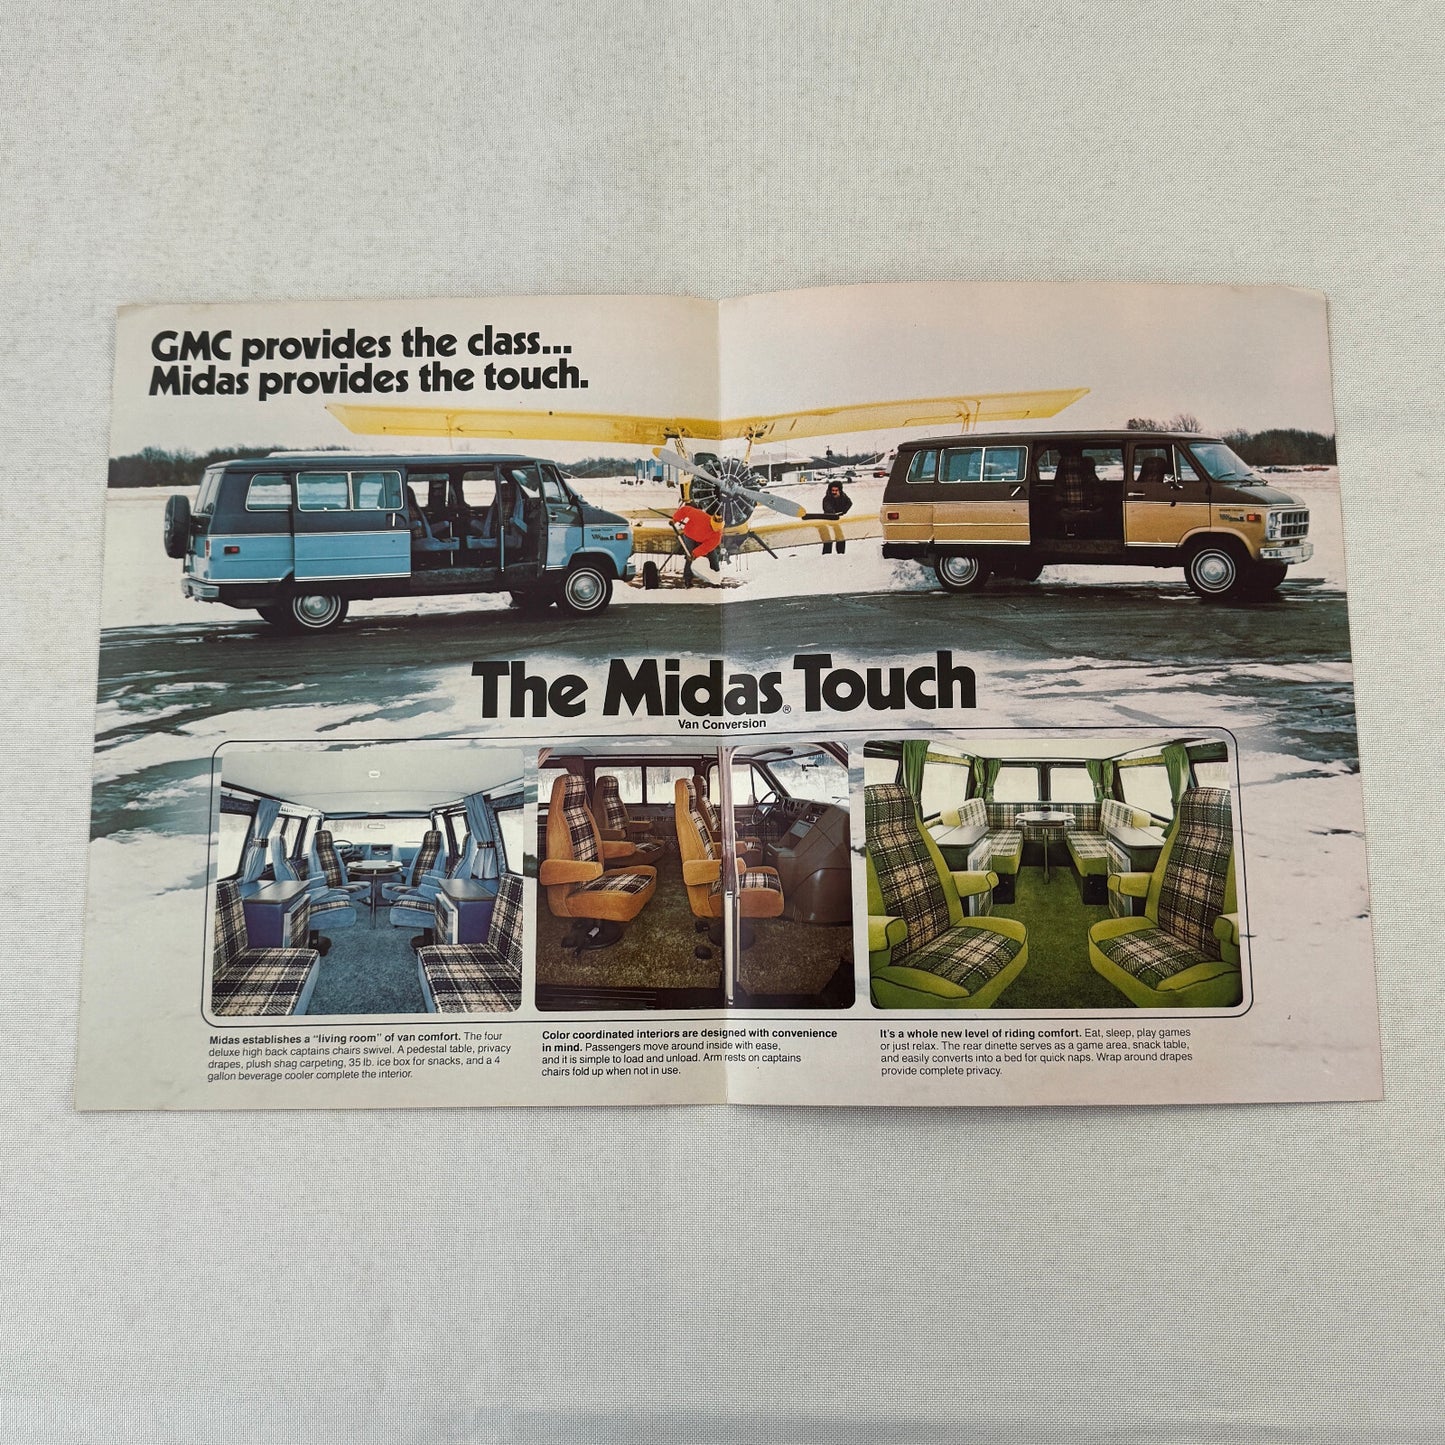 GMC provides the class...
Midas provides the touch.
The Midas® Touch
Van Conversion
Midas establishes a "living room" of van comfort. The four
deluxe high back captains chairs swivel. A pedestal table, privacy
drapes, plush shag carpeting, 35 lb. ice box for snacks, and a 4
gallon beverage cooler complete the interior.
Color coordinated interiors are designed with convenience
in mind. Passengers move around inside with ease,
and it is simple to load and unload. Arm rests on captains
chairs fold up when not in use.
It's a whole new level of riding comfort. Eat, sleep, play games
or just relax. The rear dinette serves as a game area, snack table,
and easily converts into a bed for quick naps. Wrap around drapes
provide complete privacy.